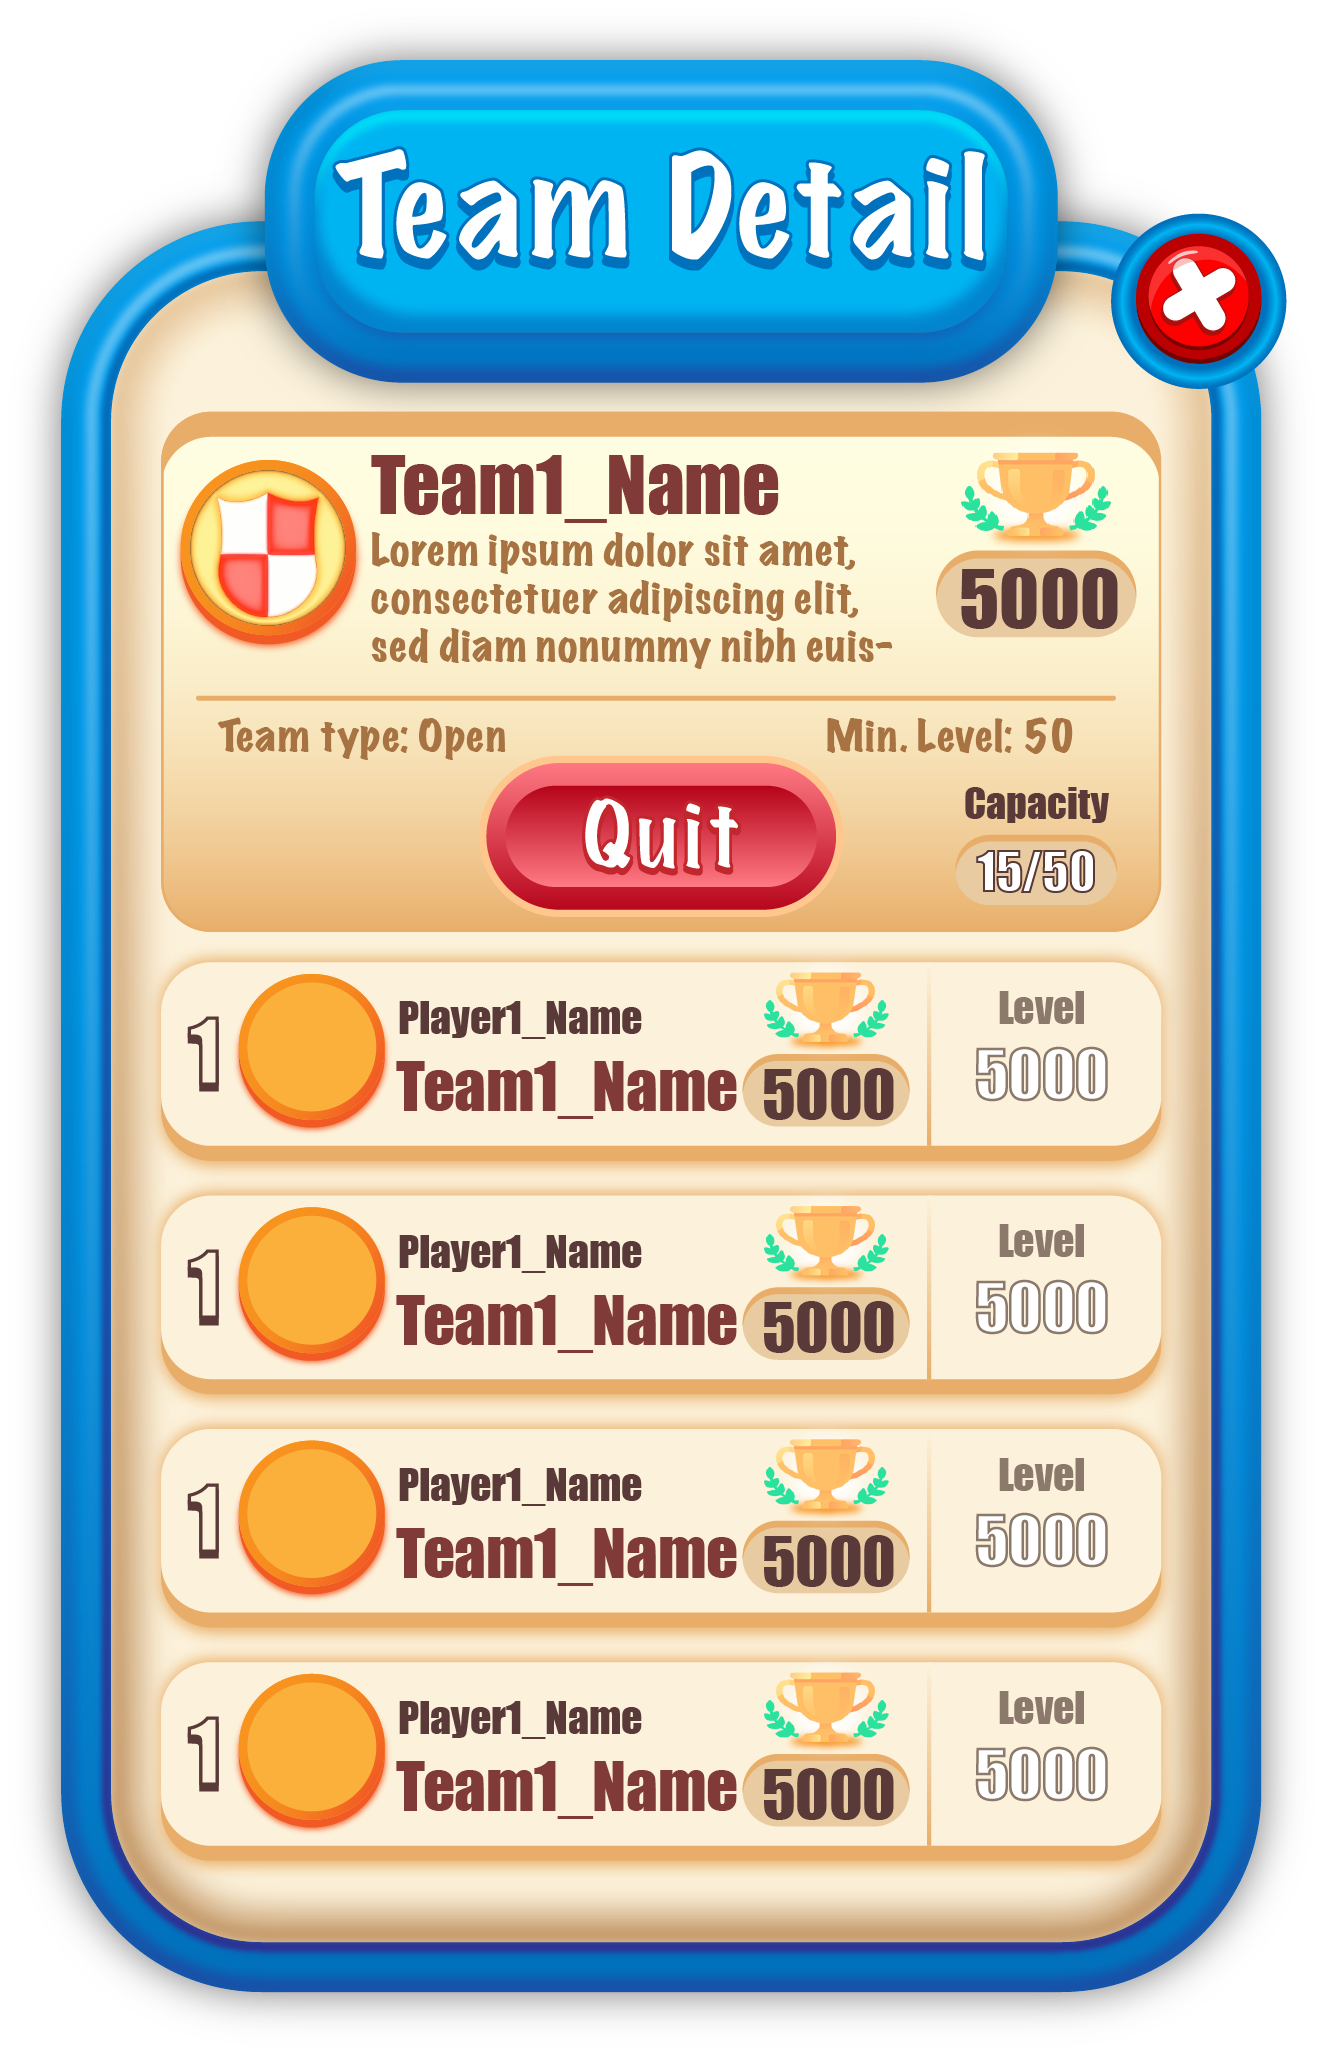 Team Detail
Team1_Name
Lorem ipsum dolor sit amet,
consectetuer adipiscing elit,
sed diam nonummy nibh euis-
5000
Team type: Open
Min. Level: 50
Quit
Capacity
15/50
1
Player1_Name
Team1_Name
5000
Level
5000
1
Player1_Name
Team1_Name
5000
Level
5000
1
Player1_Name
Team1_Name
5000
Level
5000
1
Player1_Name
Team1_Name
5000
Level
5000